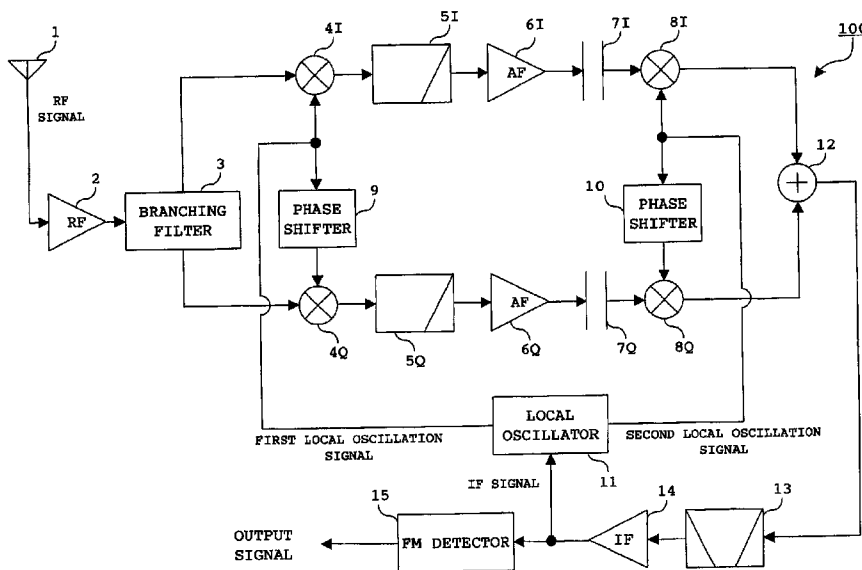 1
4I
5I
6I
7I
8I
100
RF
SIGNAL
AF
12
2
3
9
10
RF
BRANCHING
FILTER
PHASE
SHIFTER
PHASE
SHIFTER
AF
4Q
5Q
6Q
7Q
8Q
LOCAL
OSCILLATOR
FIRST LOCAL OSCILLATION
SIGNAL
SECOND LOCAL OSCILLATION
SIGNAL
11
IF SIGNAL
15
14
13
OUTPUT
SIGNAL
FM DETECTOR
IF